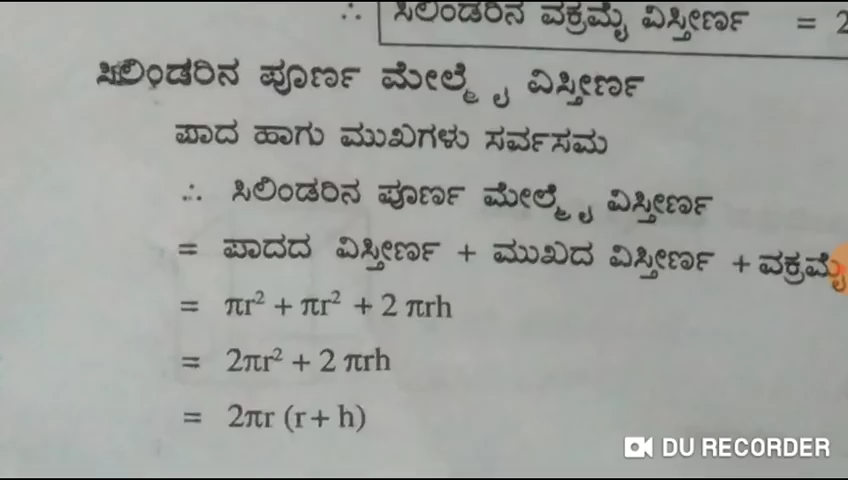 ∴ ಸಿಲಿಂಡರಿನ ವಕ್ರಮೈ ವಿಸ್ತೀರ್ಣ = 2
ಸಿಲಿಂಡರಿನ ಪೂರ್ಣ ಮೇಲ್ಮೈ ವಿಸ್ತೀರ್ಣ
ಪಾದ ಹಾಗು ಮುಖಗಳು ಸರ್ವಸಮ
∴ ಸಿಲಿಂಡರಿನ ಪೂರ್ಣ ಮೇಲ್ಮೈ ವಿಸ್ತೀರ್ಣ
= ಪಾದದ ವಿಸ್ತೀರ್ಣ + ಮುಖದ ವಿಸ್ತೀರ್ಣ + ವಕ್ರಮೈ
= πr² + πr² + 2 πrh
= 2πr² + 2 πrh
= 2πr (r + h)
DU RECORDER